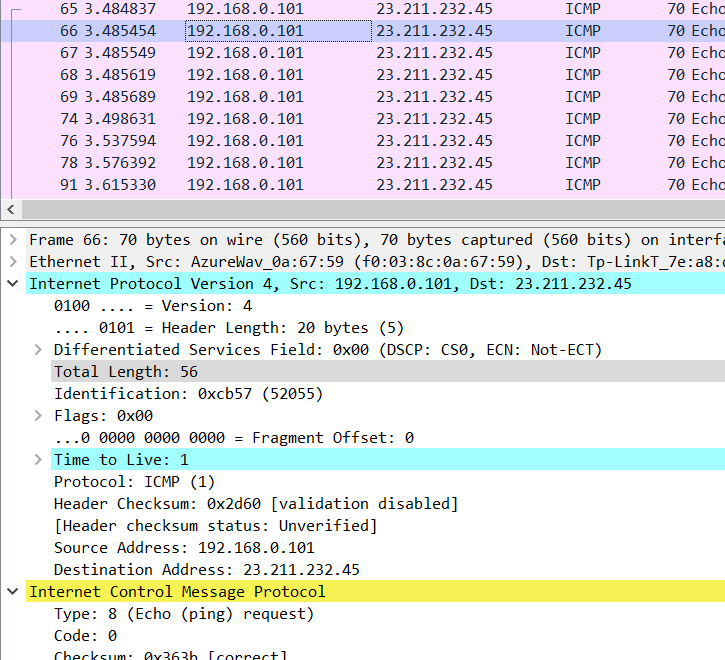 65 3.484837 192.168.0.101 23.211.232.45 ICMP 70 Echo
66 3.485454 192.168.0.101 23.211.232.45 ICMP 70 Echo
67 3.485549 192.168.0.101 23.211.232.45 ICMP 70 Echo
68 3.485619 192.168.0.101 23.211.232.45 ICMP 70 Echo
69 3.485689 192.168.0.101 23.211.232.45 ICMP 70 Echo
74 3.498631 192.168.0.101 23.211.232.45 ICMP 70 Echo
76 3.537594 192.168.0.101 23.211.232.45 ICMP 70 Echo
78 3.576392 192.168.0.101 23.211.232.45 ICMP 70 Echo
91 3.615330 192.168.0.101 23.211.232.45 ICMP 70 Echo
Frame 66: 70 bytes on wire (560 bits), 70 bytes captured (560 bits) on interfa
Ethernet II, Src: AzureWav_0a:67:59 (f0:03:8c:0a:67:59), Dst: Tp-LinkT_7e:a8:
Internet Protocol Version 4, Src: 192.168.0.101, Dst: 23.211.232.45
0100 .... = Version: 4
.... 0101 = Header Length: 20 bytes (5)
Differentiated Services Field: 0x00 (DSCP: CS0, ECN: Not-ECT)
Total Length: 56
Identification: 0xcb57 (52055)
Flags: 0x00
...0 0000 0000 0000 = Fragment Offset: 0
Time to Live: 1
Protocol: ICMP (1)
Header Checksum: 0x2d60 [validation disabled]
[Header checksum status: Unverified]
Source Address: 192.168.0.101
Destination Address: 23.211.232.45
Internet Control Message Protocol
Type: 8 (Echo (ping) request)
Code: 0
Checksum: 0x363b [correct]